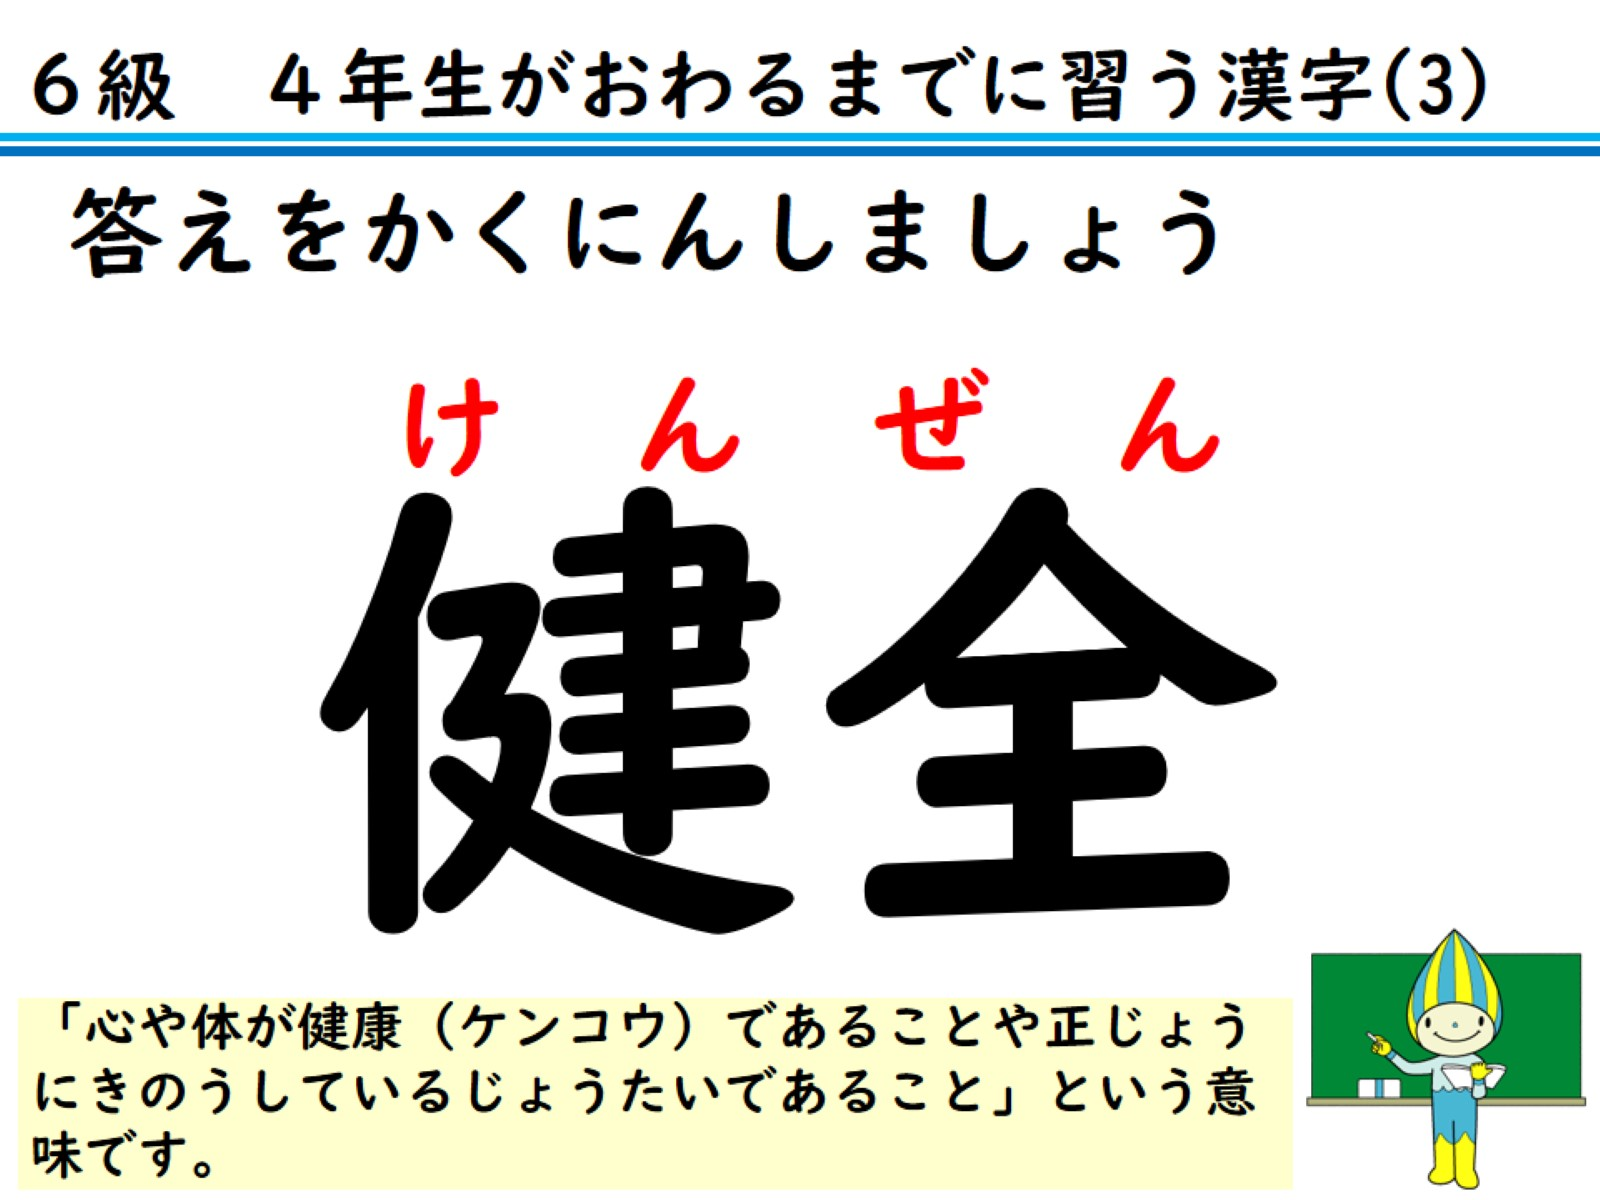 ６級　４年生がおわるまでに習う漢字(3)
答えをかくにんしましょう
けんぜん
健全
「心や体が健康（ケンコウ）であることや正じょう
にきのうしているじょうたいであること」という意
味です。